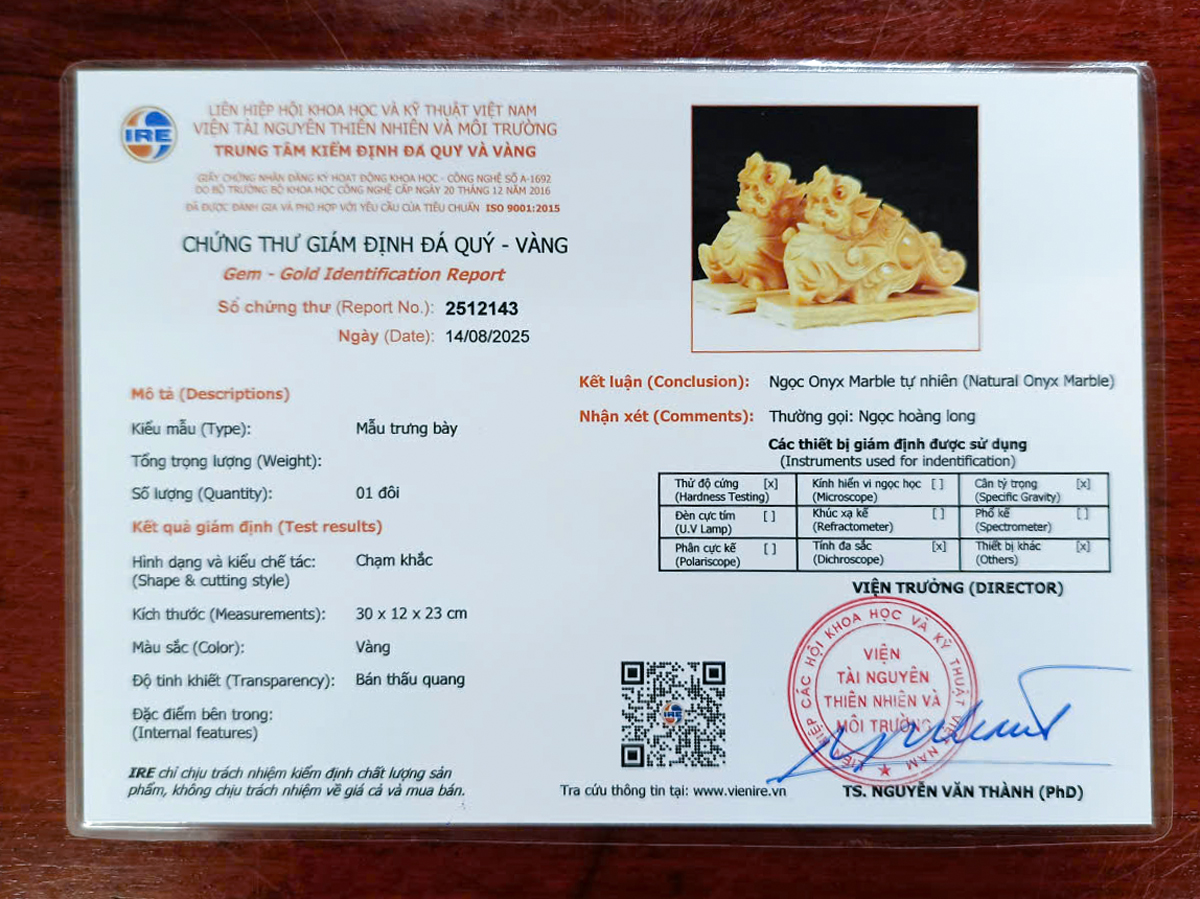 IRE
LIÊN HIỆP HỘI KHOA HỌC VÀ KỸ THUẬT VIỆT NAM
VIỆN TÀI NGUYÊN THIÊN NHIÊN VÀ MÔI TRƯỜNG
TRUNG TÂM KIỂM ĐỊNH ĐÁ QUÝ VÀ VÀNG
GIẤY CHỨNG NHẬN ĐĂNG KÝ HOẠT ĐỘNG KHOA HỌC - CÔNG NGHỆ SỐ A-1692
DO BỘ TRƯỞNG BỘ KHOA HỌC CÔNG NGHỆ CẤP NGÀY 20 THÁNG 12 NĂM 2016
ĐÃ ĐƯỢC ĐÁNH GIÁ VÀ PHÙ HỢP VỚI YÊU CẦU CỦA TIÊU CHUẨN ISO 9001:2015
CHỨNG THƯ GIÁM ĐỊNH ĐÁ QUÝ - VÀNG
Gem - Gold Identification Report
Số chứng thư (Report No.): 2512143
Ngày (Date): 14/08/2025
Mô tả (Descriptions)
Kiểu mẫu (Type): Mẫu trưng bày
Tổng trọng lượng (Weight):
Số lượng (Quantity): 01 đôi
Kết quả giám định (Test results)
Hình dạng và kiểu chế tác: Chạm khắc
(Shape & cutting style)
Kích thước (Measurements): 30 x 12 x 23 cm
Màu sắc (Color): Vàng
Độ tinh khiết (Transparency): Bán thấu quang
Đặc điểm bên trong:
(Internal features)
IRE chỉ chịu trách nhiệm kiểm định chất lượng sản
phẩm, không chịu trách nhiệm về giá cả và mua bán.
Kết luận (Conclusion): Ngọc Onyx Marble tự nhiên (Natural Onyx Marble)
Nhận xét (Comments): Thường gọi: Ngọc hoàng long
Các thiết bị giám định được sử dụng
(Instruments used for indentification)
Thử độ cứng [x] Kính hiển vi ngọc học [ ] Cân tỷ trọng [x]
(Hardness Testing) (Microscope) (Specific Gravity)
Đèn cực tím [ ] Khúc xạ kế [ ] Phổ kế [ ]
(U.V Lamp) (Refractometer) (Spectrometer)
Phân cực kế [ ] Tính đa sắc [x] Thiết bị khác [x]
(Polariscope) (Dichroscope) (Others)
VIỆN TRƯỞNG (DIRECTOR)
LIÊN HIỆP CÁC HỘI KHOA HỌC VÀ KỸ THUẬT VIỆT NAM
VIỆN
TÀI NGUYÊN
THIÊN NHIÊN VÀ
MÔI TRƯỜNG
IRE
Tra cứu thông tin tại: www.vienire.vn
TS. NGUYỄN VĂN THÀNH (PhD)